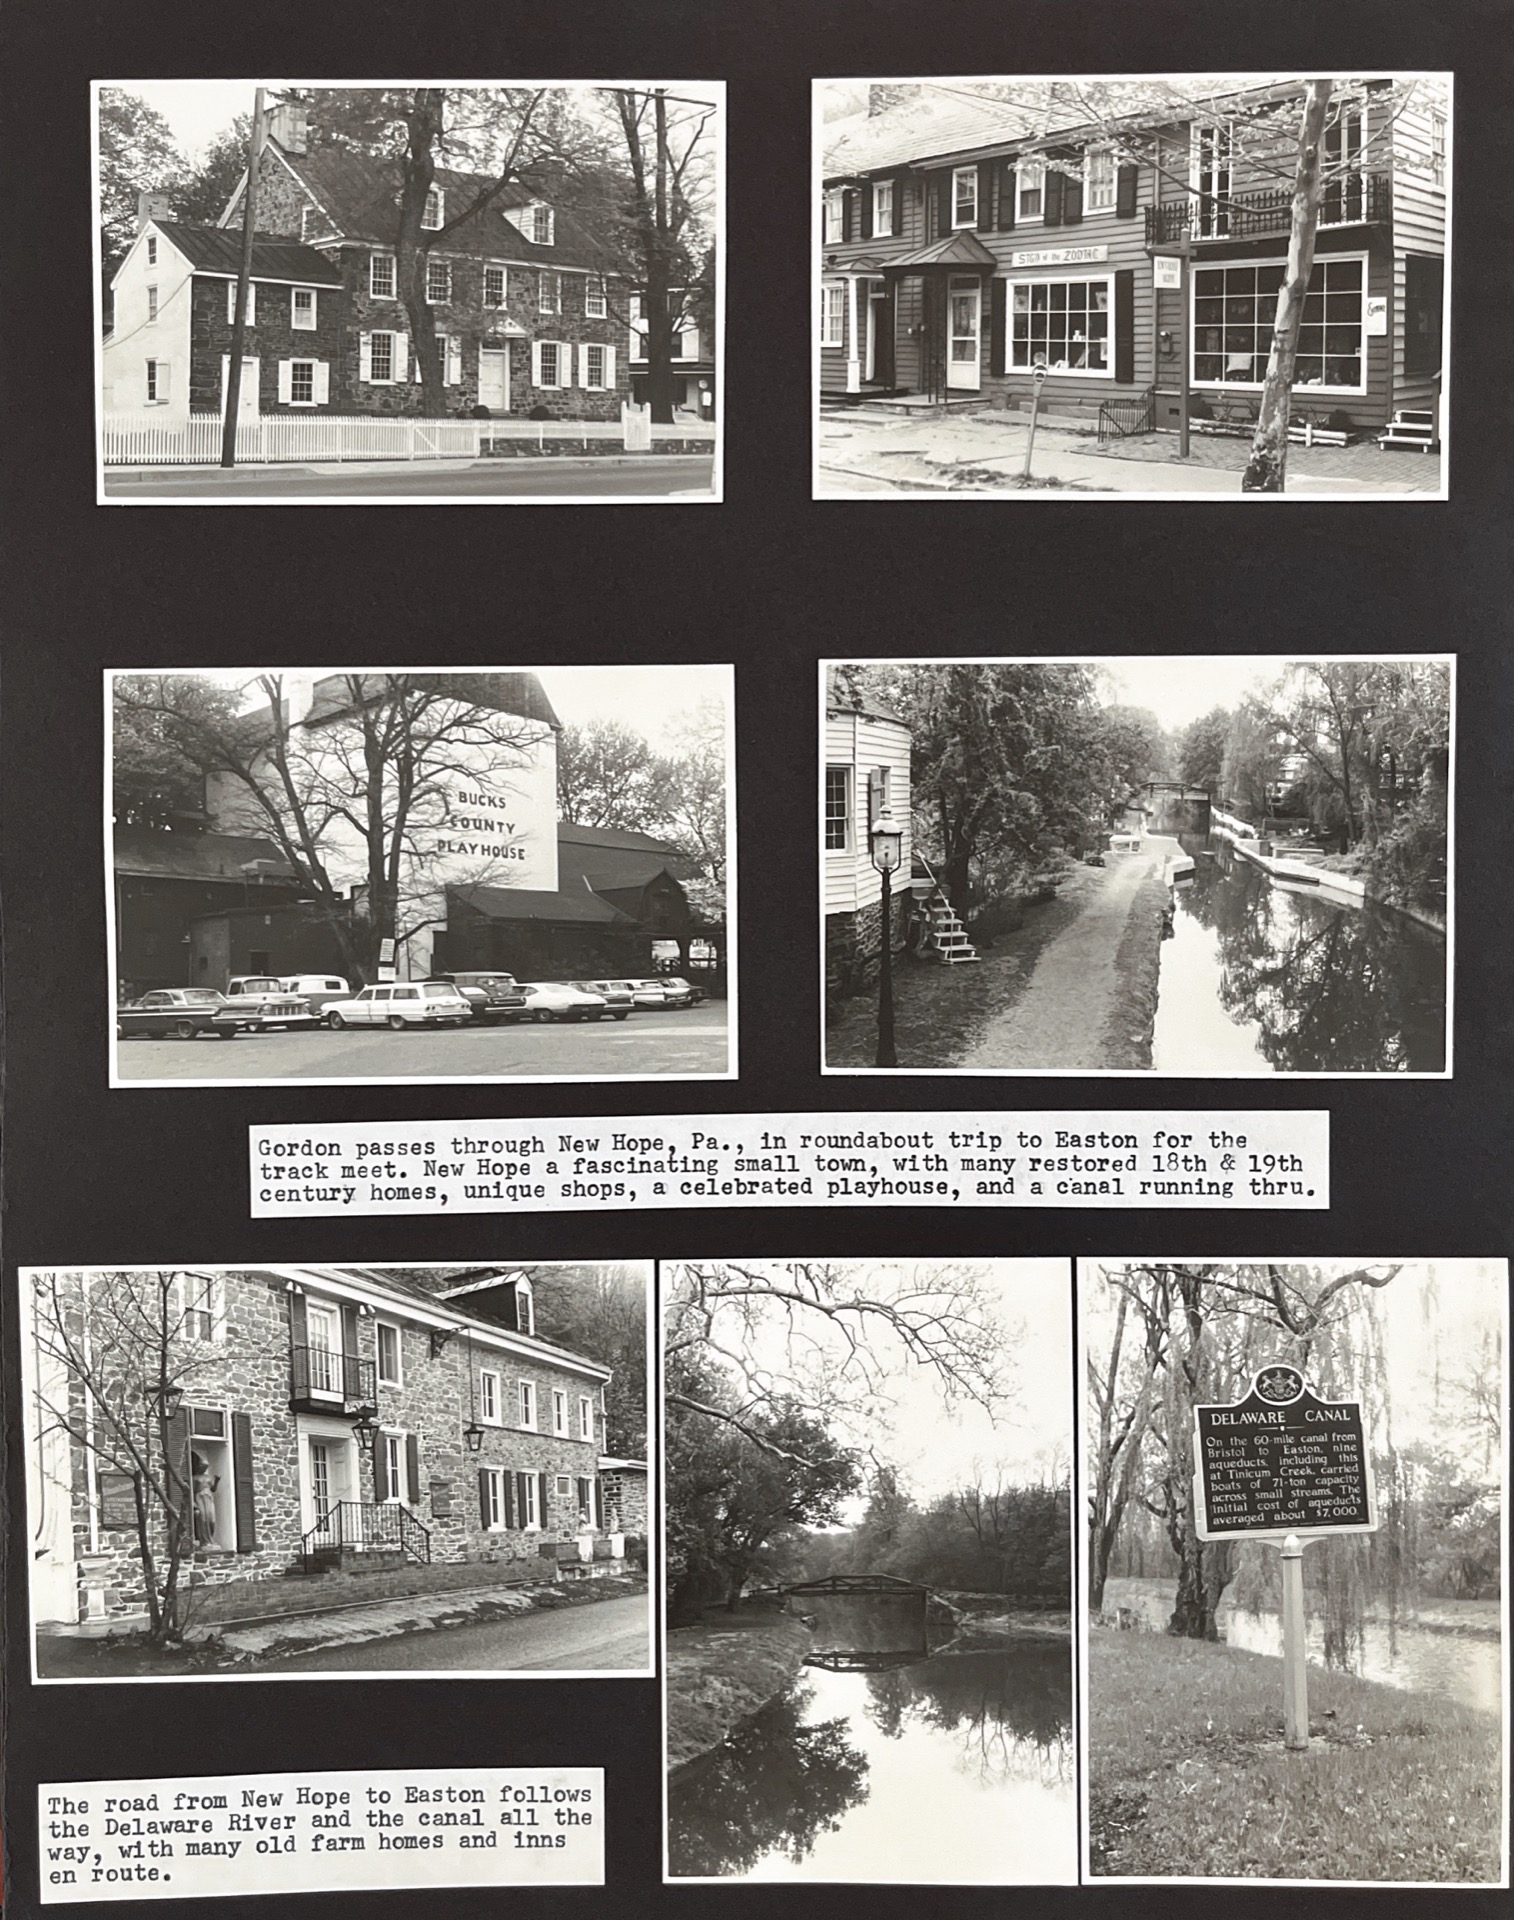 SIGN OF THE ZODIAC
BUCKS
COUNTY
PLAYHOUSE
Gordon passes through New Hope, Pa., in roundabout trip to Easton for the
track meet. New Hope a fascinating small town, with many restored 18th & 19th
century homes, unique shops, a celebrated playhouse, and a canal running thru.
DELAWARE CANAL
On the 60-mile canal from
Bristol to Easton, nine
aqueducts, including this
at Tinicum Creek, carried
boats of 71-ton capacity
across small streams. The
initial cost of aqueducts
averaged about $7,000.
The road from New Hope to Easton follows
the Delaware River and the canal all the
way, with many old farm homes and inns
en route.